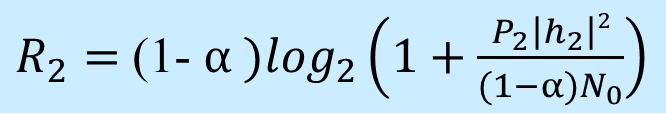 R₂ = (1- α )log₂ (1 + P₂|h₂|² / (1−α)N₀)